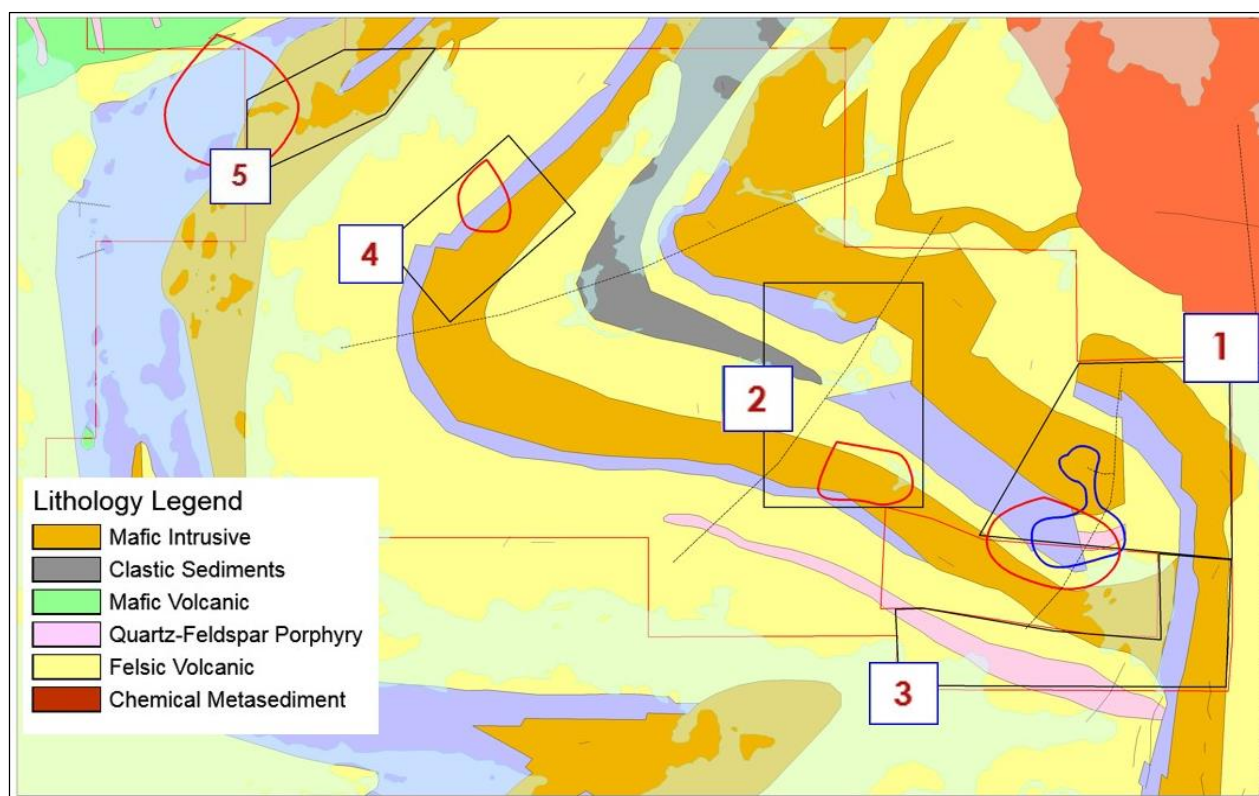 5
4
1
2
3
Lithology Legend
Mafic Intrusive
Clastic Sediments
Mafic Volcanic
Quartz-Feldspar Porphyry
Felsic Volcanic
Chemical Metasediment